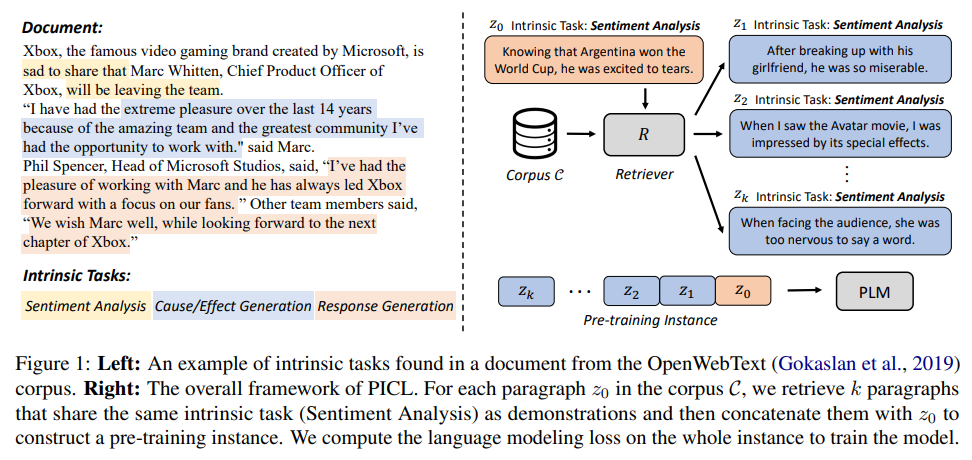 Document:
Xbox, the famous video gaming brand created by Microsoft, is
sad to share that Marc Whitten, Chief Product Officer of
Xbox, will be leaving the team.
“I have had the extreme pleasure over the last 14 years
because of the amazing team and the greatest community I’ve
had the opportunity to work with." said Marc.
Phil Spencer, Head of Microsoft Studios, said, “I’ve had the
pleasure of working with Marc and he has always led Xbox
forward with a focus on our fans. ” Other team members said,
“We wish Marc well, while looking forward to the next
chapter of Xbox.”
Intrinsic Tasks:
Sentiment Analysis Cause/Effect Generation Response Generation
z0 Intrinsic Task: Sentiment Analysis
Knowing that Argentina won the
World Cup, he was excited to tears.
Corpus C
R
Retriever
z1 Intrinsic Task: Sentiment Analysis
After breaking up with his
girlfriend, he was so miserable.
z2 Intrinsic Task: Sentiment Analysis
When I saw the Avatar movie, I was
impressed by its special effects.
⋮
zk Intrinsic Task: Sentiment Analysis
When facing the audience, she was
too nervous to say a word.
zk ··· z2 z1 z0 PLM
Pre-training Instance
Figure 1: Left: An example of intrinsic tasks found in a document from the OpenWebText (Gokaslan et al., 2019)
corpus. Right: The overall framework of PICL. For each paragraph z0 in the corpus C, we retrieve k paragraphs
that share the same intrinsic task (Sentiment Analysis) as demonstrations and then concatenate them with z0 to
construct a pre-training instance. We compute the language modeling loss on the whole instance to train the model.